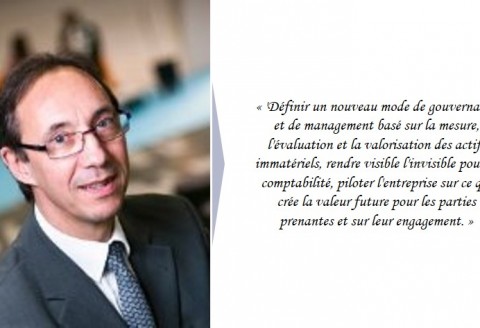 « Définir un nouveau mode de gouverna
et de management basé sur la mesure,
l'évaluation et la valorisation des actif
immatériels, rendre visible l'invisible pou
comptabilité, piloter l'entreprise sur ce q
crée la valeur future pour les parties
prenantes et sur leur engagement. »